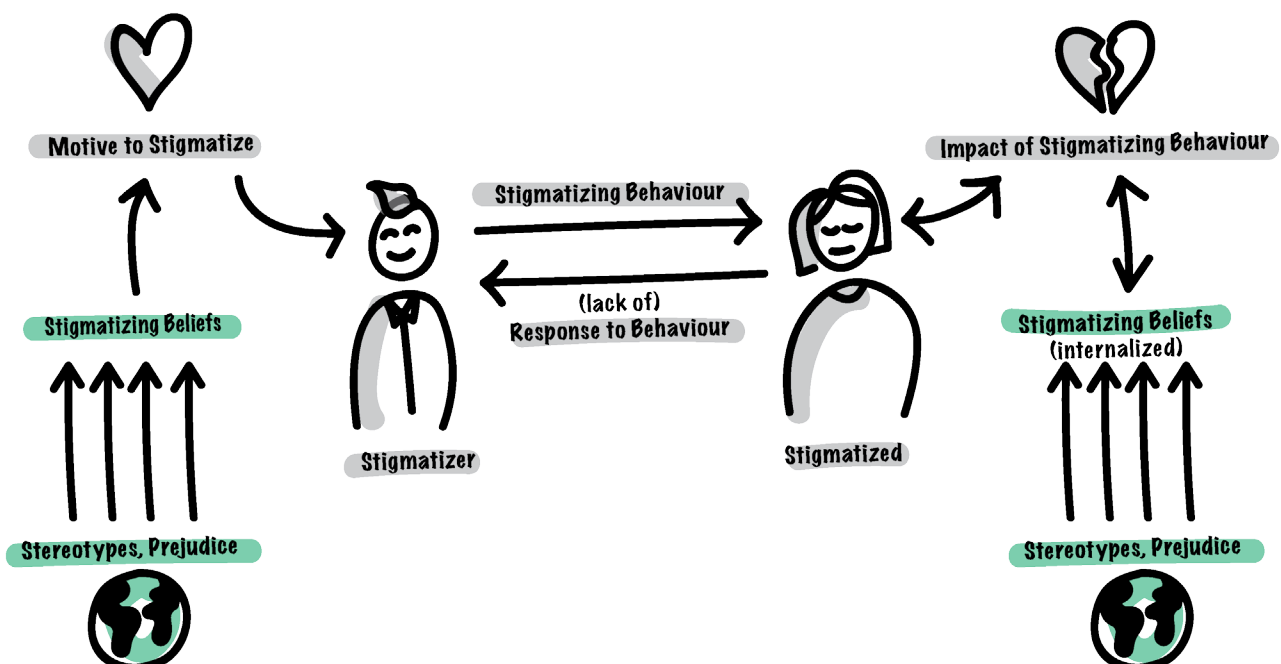 Motive to Stigmatize
Impact of Stigmatizing Behaviour
Stigmatizing Behaviour
(lack of)
Response to Behaviour
Stigmatizing Beliefs
Stigmatizing Beliefs
(internalized)
Stigmatizer
Stigmatized
Stereotypes, Prejudice
Stereotypes, Prejudice